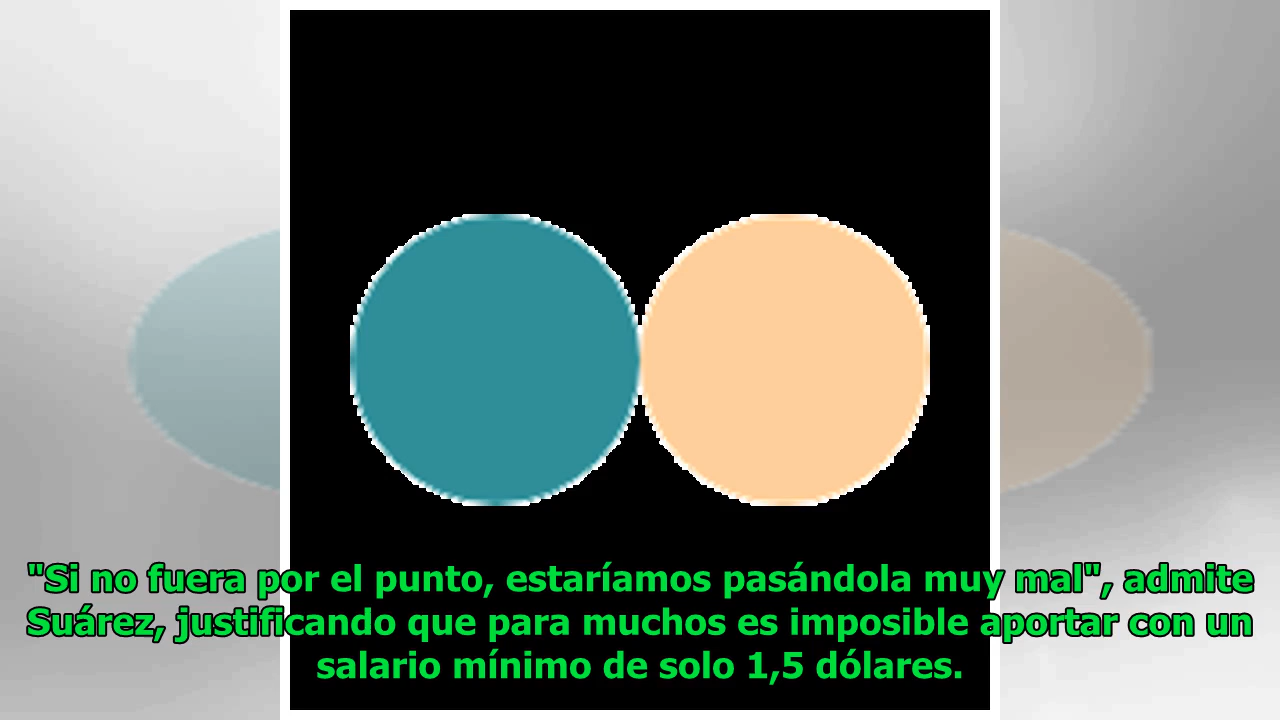 "Si no fuera por el punto, estaríamos pasándola muy mal", admite
Suárez, justificando que para muchos es imposible aportar con un
salario mínimo de solo 1,5 dólares.